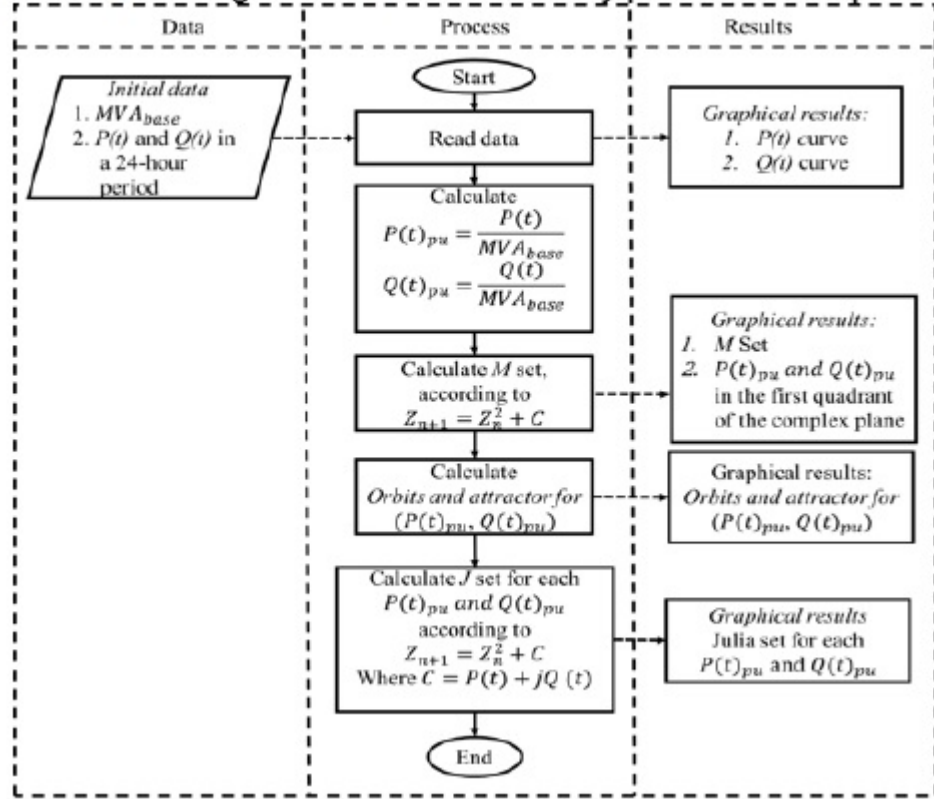 Data
Process
Results
Initial data
1. MVA_base
2. P(t) and Q(t) in
a 24-hour
period
Start
Read data
Graphical results:
1. P(t) curve
2. Q(t) curve
Calculate
P(t)_pu = P(t) / MVA_base
Q(t)_pu = Q(t) / MVA_base
Calculate M set,
according to
Z_{n+1} = Z_n^2 + C
Graphical results:
1. M Set
2. P(t)_pu and Q(t)_pu
in the first quadrant
of the complex plane
Calculate
Orbits and attractor for
(P(t)_pu, Q(t)_pu)
Graphical results:
Orbits and attractor for
(P(t)_pu, Q(t)_pu)
Calculate J set for each
P(t)_pu and Q(t)_pu
according to
Z_{n+1} = Z_n^2 + C
Where C = P(t) + jQ (t)
Graphical results
Julia set for each
P(t)_pu and Q(t)_pu
End